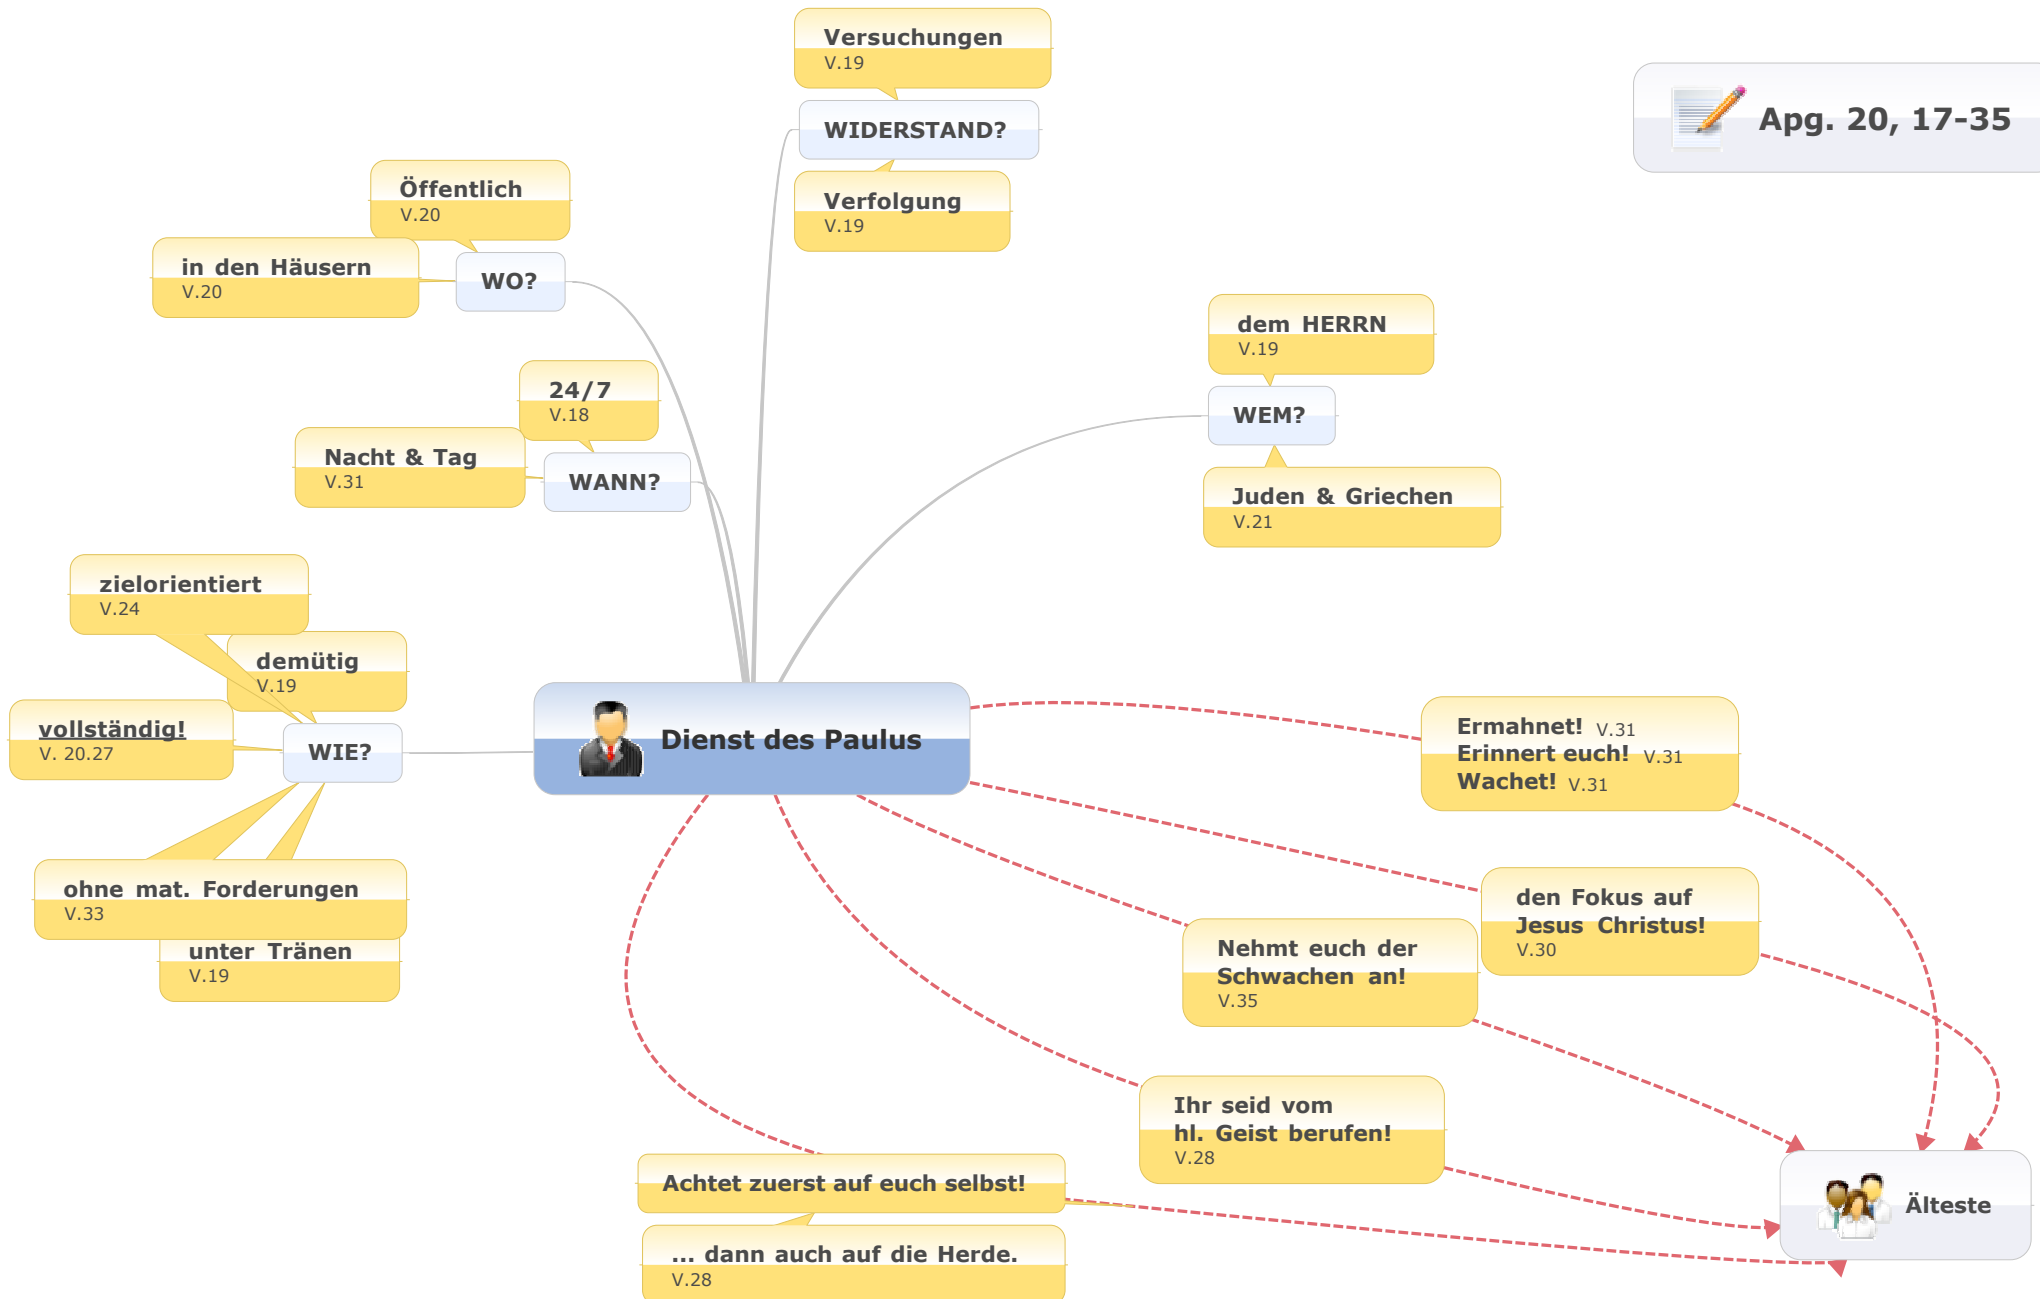 Versuchungen
V.19
WIDERSTAND?
Verfolgung
V.19
Apg. 20, 17-35
Öffentlich
V.20
in den Häusern
V.20
WO?
dem HERRN
V.19
WEM?
Juden & Griechen
V.21
24/7
V.18
Nacht & Tag
V.31
WANN?
zielorientiert
V.24
demütig
V.19
vollständig!
V. 20.27
WIE?
ohne mat. Forderungen
V.33
unter Tränen
V.19
Dienst des Paulus
Ermahnet! V.31
Erinnert euch! V.31
Wachet! V.31
den Fokus auf
Jesus Christus!
V.30
Nehmt euch der
Schwachen an!
V.35
Ihr seid vom
hl. Geist berufen!
V.28
Achtet zuerst auf euch selbst!
... dann auch auf die Herde.
V.28
Älteste